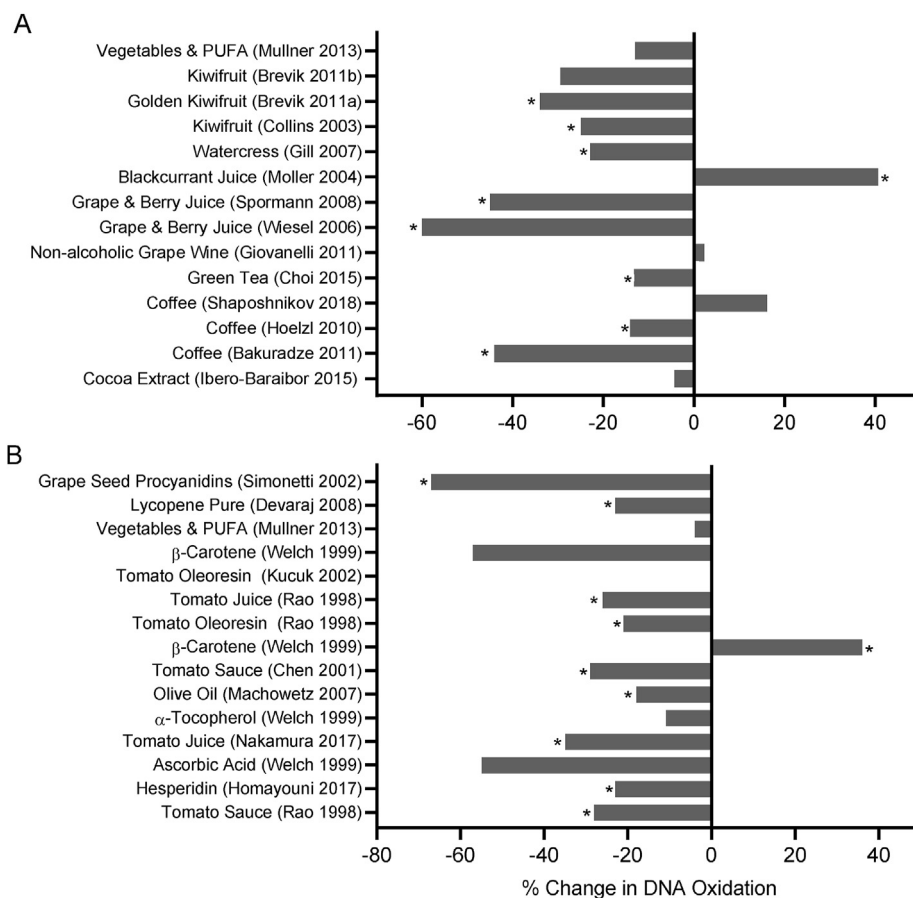 A
Vegetables & PUFA (Mullner 2013)
Kiwifruit (Brevik 2011b)
Golden Kiwifruit (Brevik 2011a)
*
Kiwifruit (Collins 2003)
*
Watercress (Gill 2007)
*
Blackcurrant Juice (Moller 2004)
*
Grape & Berry Juice (Spormann 2008)
*
Grape & Berry Juice (Wiesel 2006)
*
Non-alcoholic Grape Wine (Giovanelli 2011)
Green Tea (Choi 2015)
*
Coffee (Shaposhnikov 2018)
Coffee (Hoelzl 2010)
*
Coffee (Bakuradze 2011)
*
Cocoa Extract (Ibero-Baraibor 2015)
-60 -40 -20 0 20 40
B
Grape Seed Procyanidins (Simonetti 2002)
*
Lycopene Pure (Devaraj 2008)
*
Vegetables & PUFA (Mullner 2013)
β-Carotene (Welch 1999)
Tomato Oleoresin (Kucuk 2002)
Tomato Juice (Rao 1998)
*
Tomato Oleoresin (Rao 1998)
*
β-Carotene (Welch 1999)
*
Tomato Sauce (Chen 2001)
*
Olive Oil (Machowetz 2007)
*
α-Tocopherol (Welch 1999)
Tomato Juice (Nakamura 2017)
*
Ascorbic Acid (Welch 1999)
Hesperidin (Homayouni 2017)
*
Tomato Sauce (Rao 1998)
*
-80 -60 -40 -20 0 20 40
% Change in DNA Oxidation